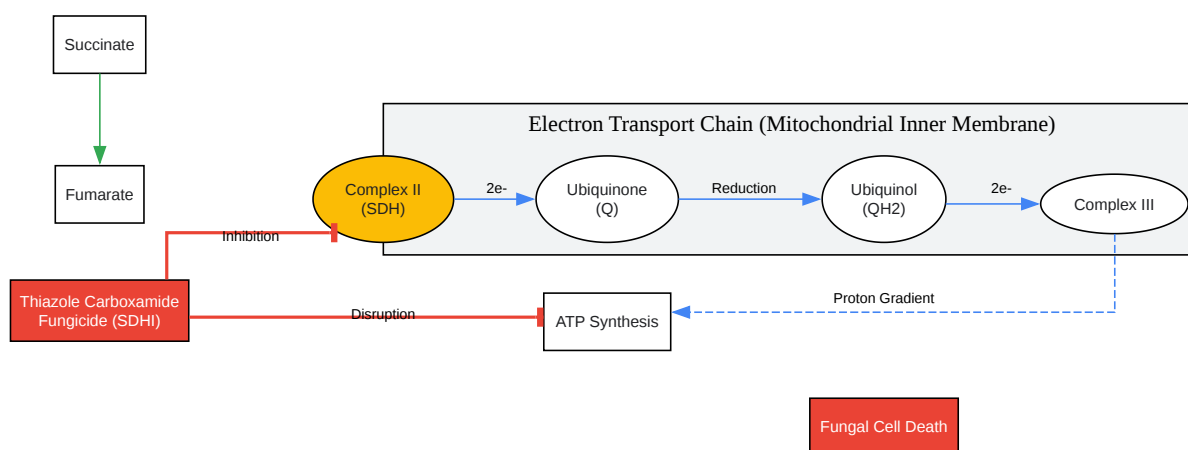 Succinate
Electron Transport Chain (Mitochondrial Inner Membrane)
Fumarate
Complex II
(SDH)
2e-
Ubiquinone
(Q)
Reduction
Ubiquinol
(QH2)
2e-
Complex III
Inhibition
Thiazole Carboxamide
Fungicide (SDHI)
Disruption
ATP Synthesis
Proton Gradient
Fungal Cell Death